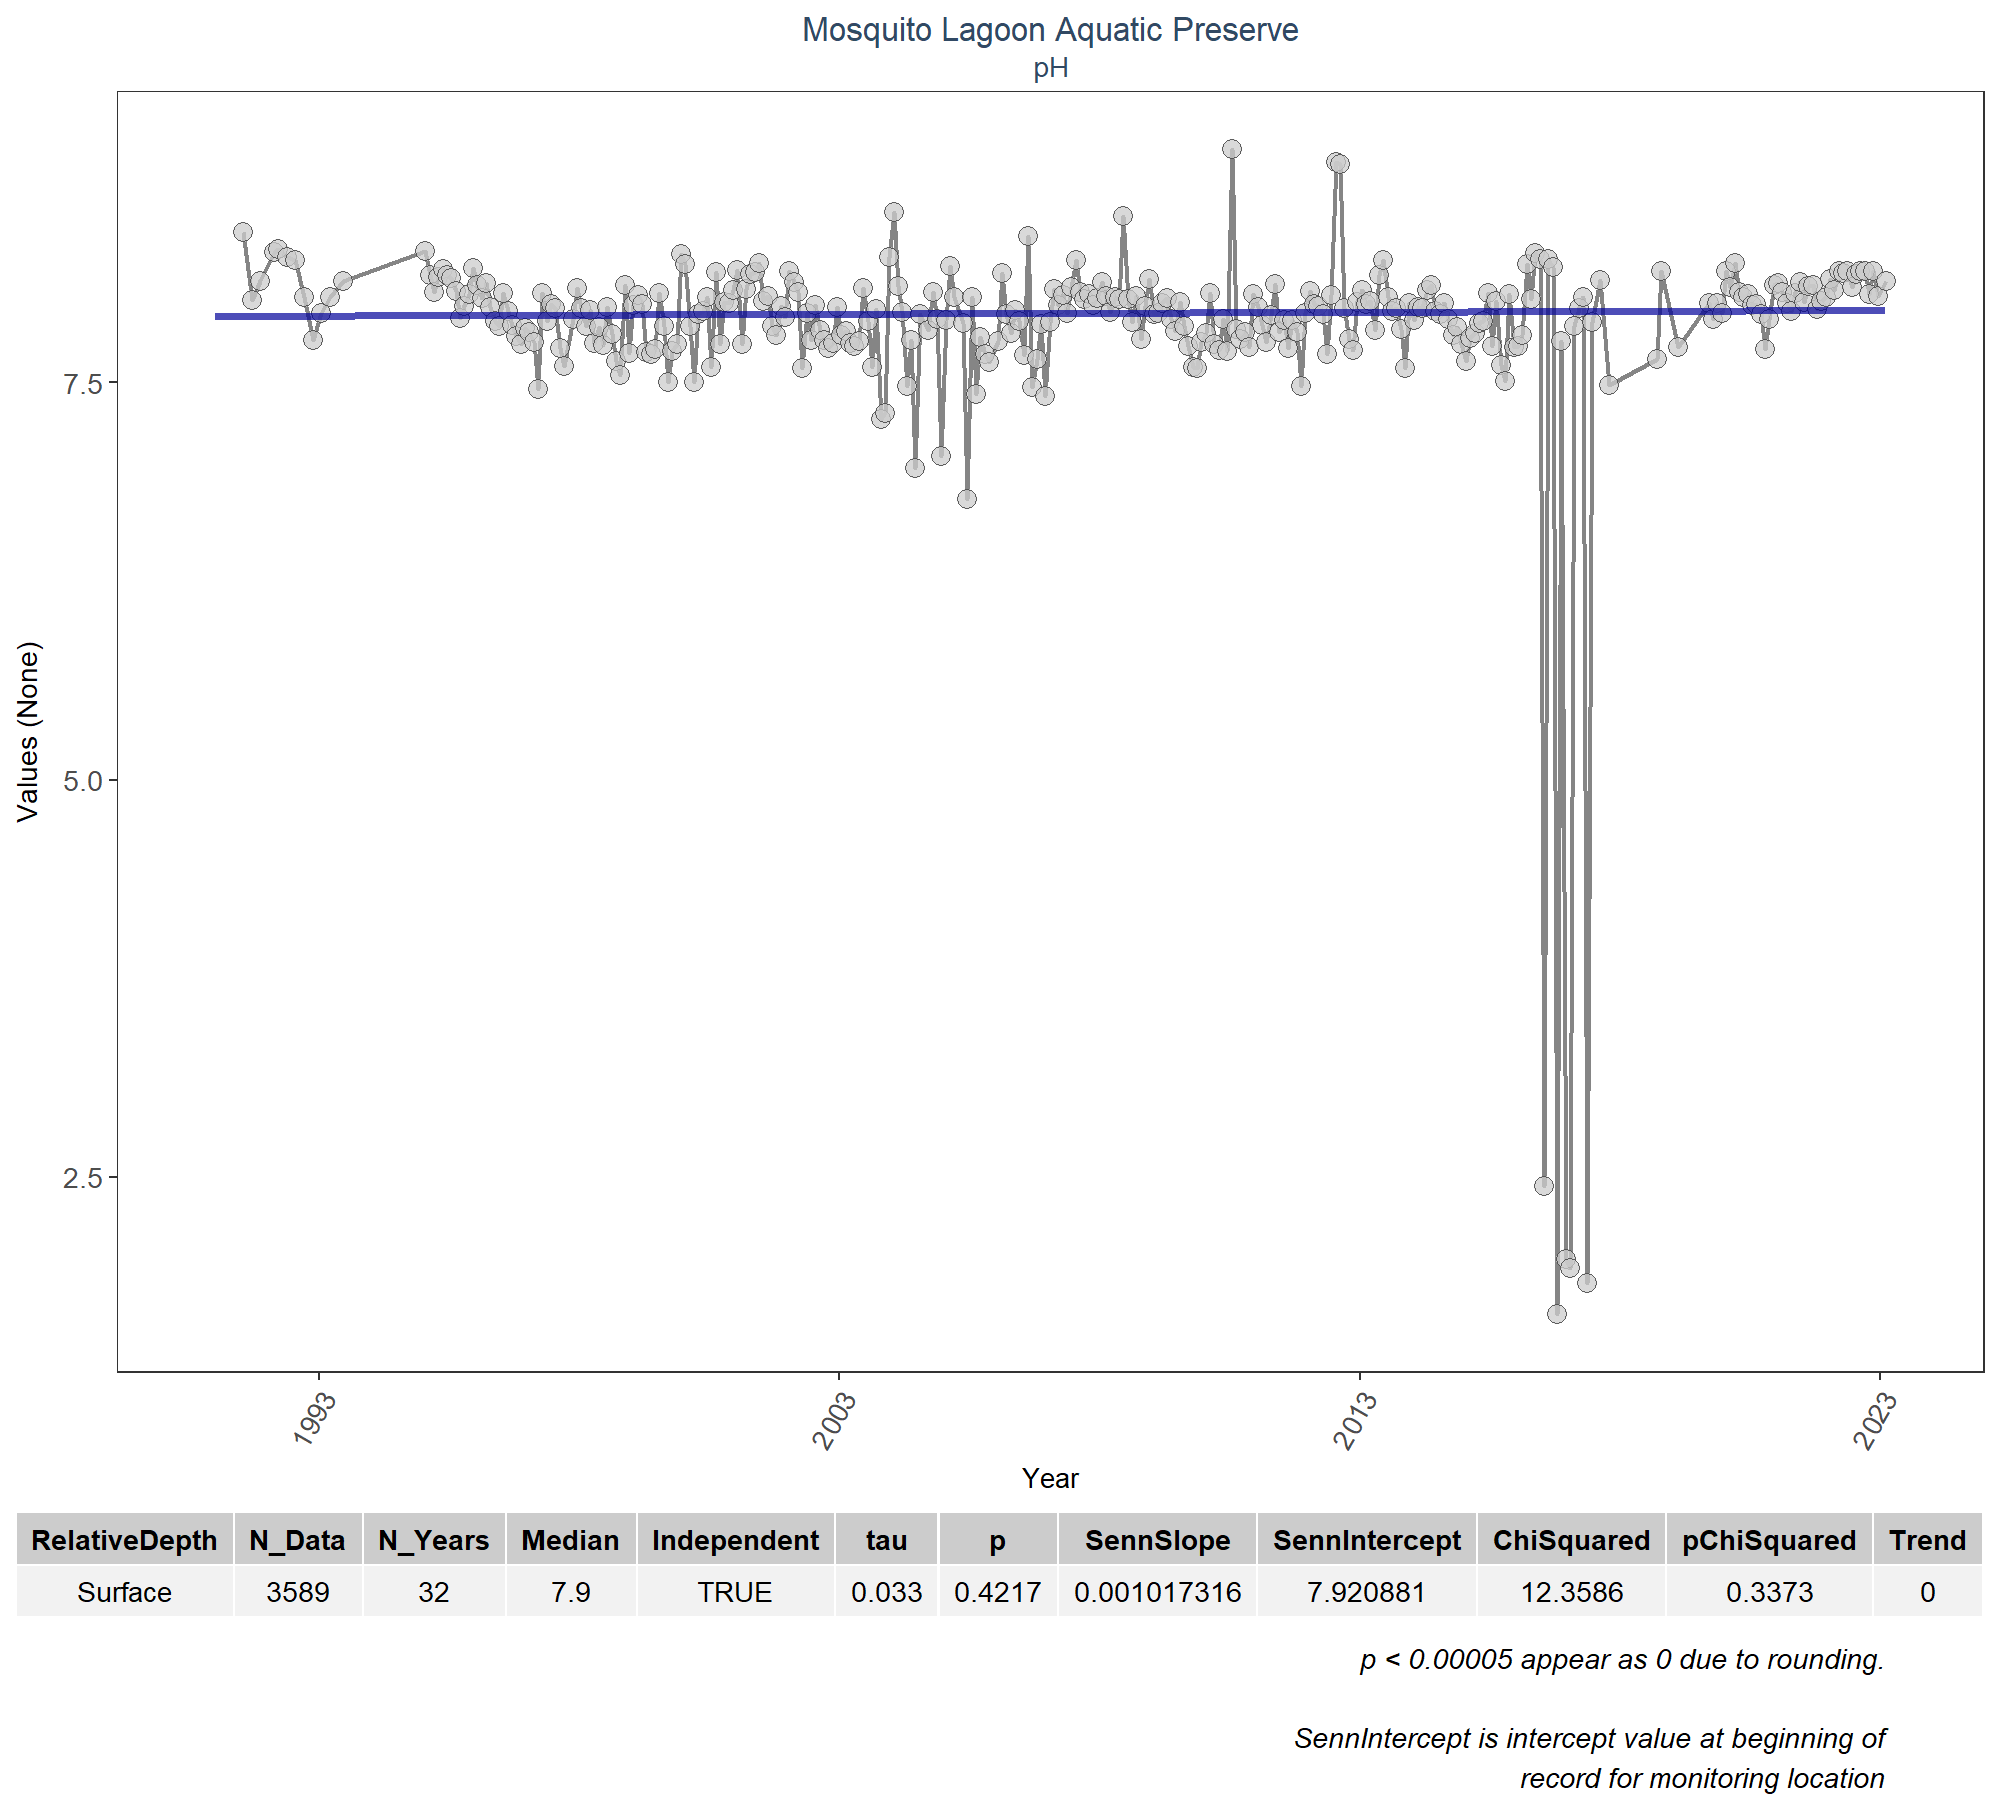 Mosquito Lagoon Aquatic Preserve
pH
Values (None)
7.5
5.0
2.5
1993
2003
2013
2023
Year
RelativeDepth N_Data N_Years Median Independent tau p SennSlope SennIntercept ChiSquared pChiSquared Trend
Surface 3589 32 7.9 TRUE 0.033 0.4217 0.001017316 7.920881 12.3586 0.3373 0
p < 0.00005 appear as 0 due to rounding.
SennIntercept is intercept value at beginning of
record for monitoring location